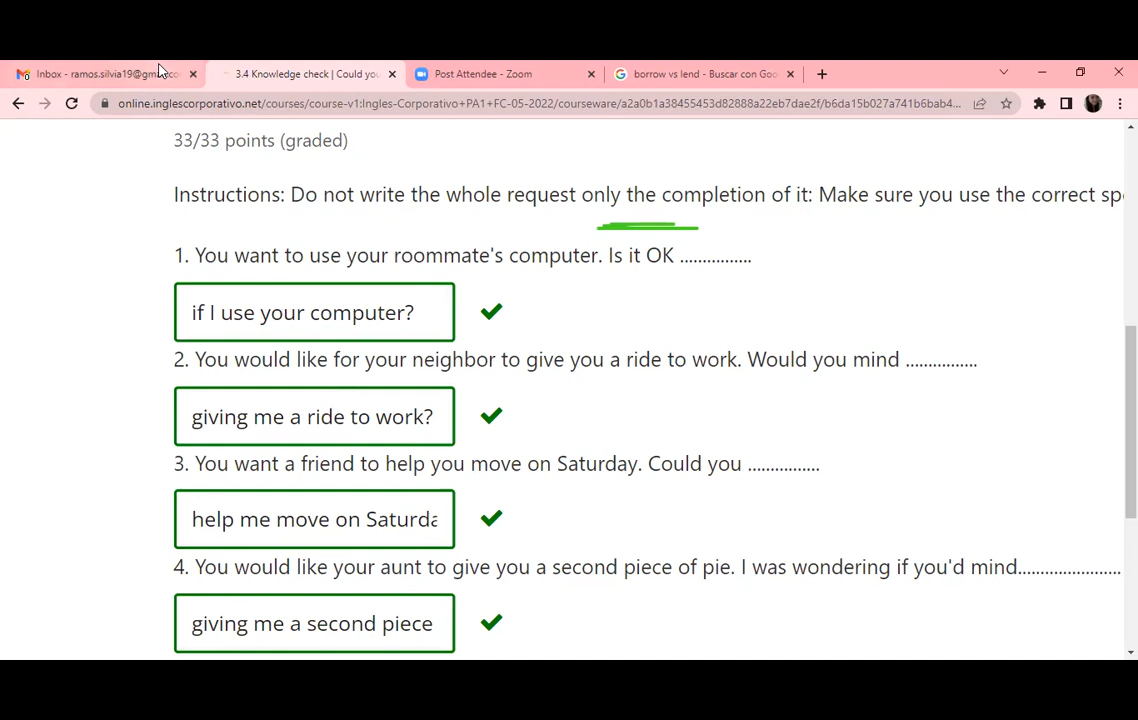 Inbox - ramos.silvia19@gm
3.4 Knowledge check | Could you
Post Attendee - Zoom
borrow vs lend - Buscar con Goo
online.inglescorporativo.net/courses/course-v1:Ingles-Corporativo+PA1+FC-05-2022/courseware/a2a0b1a38455453d82888a22eb7dae2f/b6da15b027a741b6bab4...
33/33 points (graded)
Instructions: Do not write the whole request only the completion of it: Make sure you use the correct spe
1. You want to use your roommate's computer. Is it OK ...............
if I use your computer?
2. You would like for your neighbor to give you a ride to work. Would you mind ................
giving me a ride to work?
3. You want a friend to help you move on Saturday. Could you ................
help me move on Saturda
4. You would like your aunt to give you a second piece of pie. I was wondering if you'd mind.......................
giving me a second piece